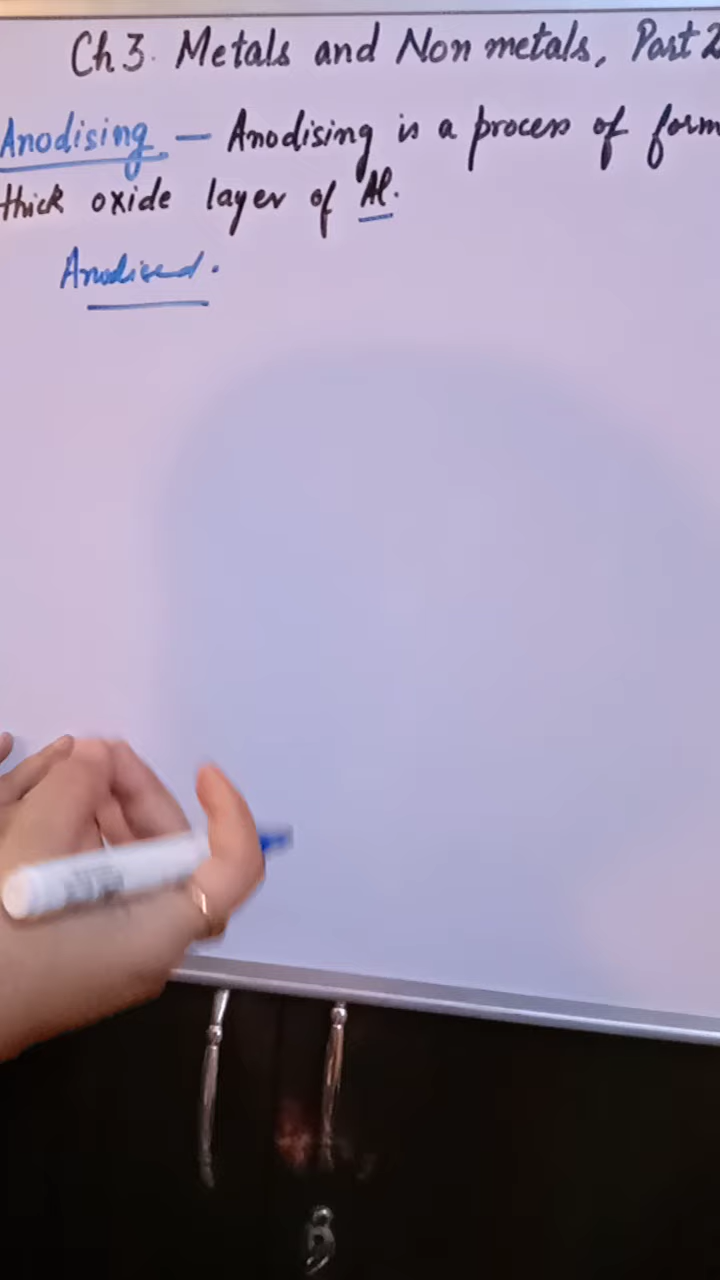 Ch 3. Metals and Non metals, Part 2
Anodising — Anodising is a process of form
thick oxide layer of Al.
Anodised.